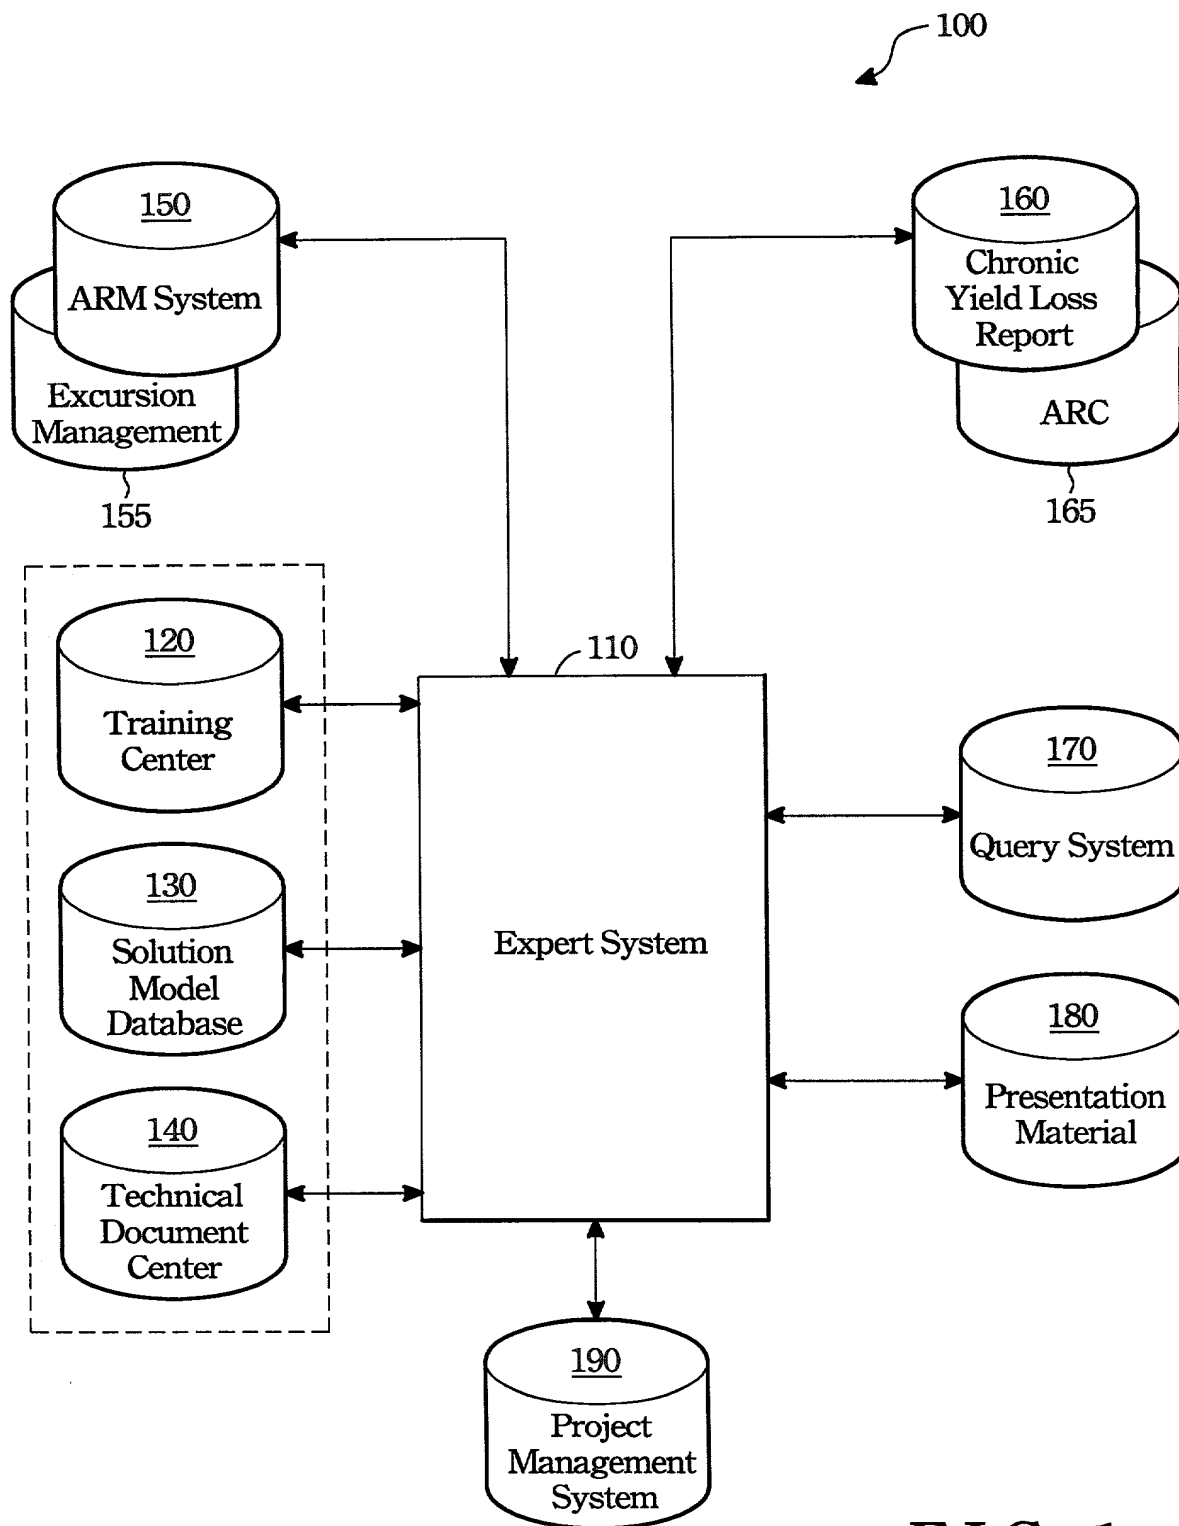 100
150
ARM System
Excursion
Management
155
160
Chronic
Yield Loss
Report
ARC
165
120
Training
Center
130
Solution
Model
Database
140
Technical
Document
Center
110
Expert System
170
Query System
180
Presentation
Material
190
Project
Management
System